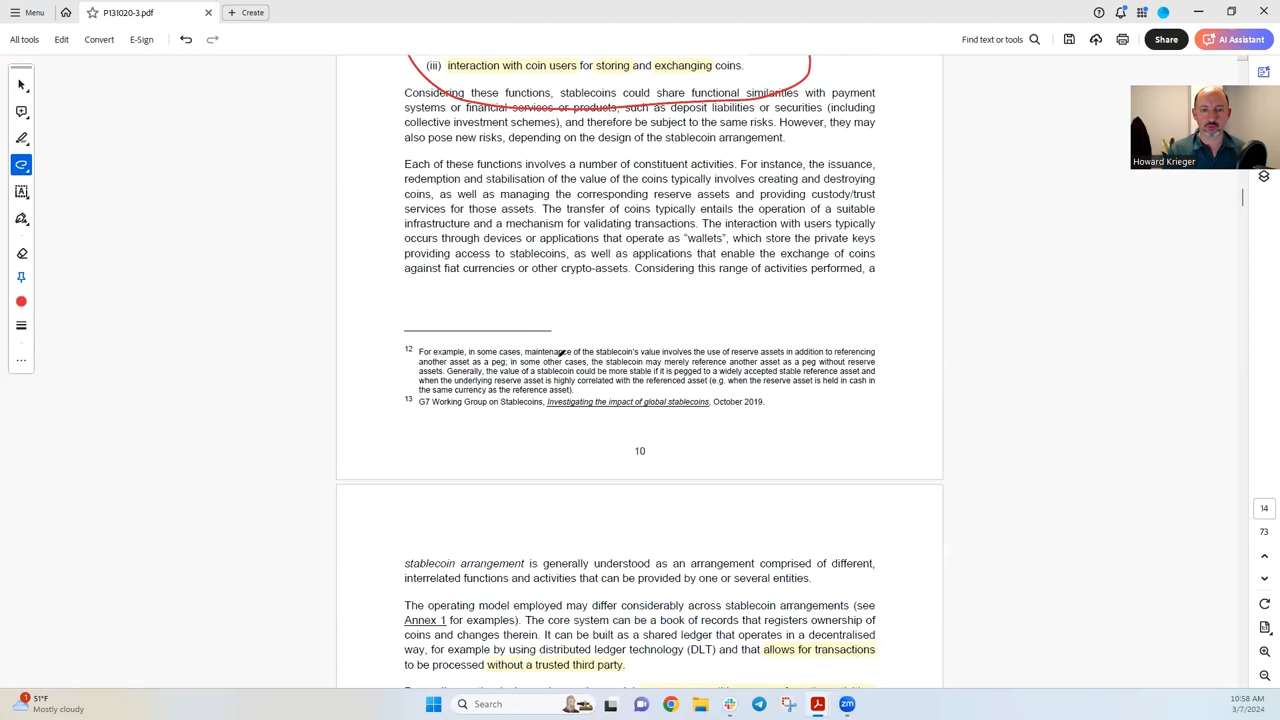 Menu
P131020-3.pdf
Create
All tools
Edit
Convert
E-Sign
Find text or tools
Share
AI Assistant
(iii) interaction with coin users for storing and exchanging coins.
Considering these functions, stablecoins could share functional similarities with payment
systems or financial services or products, such as deposit liabilities or securities (including
collective investment schemes), and therefore be subject to the same risks. However, they may
also pose new risks, depending on the design of the stablecoin arrangement.
Each of these functions involves a number of constituent activities. For instance, the issuance,
redemption and stabilisation of the value of the coins typically involves creating and destroying
coins, as well as managing the corresponding reserve assets and providing custody/trust
services for those assets. The transfer of coins typically entails the operation of a suitable
infrastructure and a mechanism for validating transactions. The interaction with users typically
occurs through devices or applications that operate as “wallets”, which store the private keys
providing access to stablecoins, as well as applications that enable the exchange of coins
against fiat currencies or other crypto-assets. Considering this range of activities performed, a
12 For example, in some cases, maintenance of the stablecoin's value involves the use of reserve assets in addition to referencing
another asset as a peg; in some other cases, the stablecoin may merely reference another asset as a peg without reserve
assets. Generally, the value of a stablecoin could be more stable if it is pegged to a widely accepted stable reference asset and
when the underlying reserve asset is highly correlated with the referenced asset (e.g. when the reserve asset is held in cash in
the same currency as the reference asset).
13 G7 Working Group on Stablecoins, Investigating the impact of global stablecoins, October 2019.
10
stablecoin arrangement is generally understood as an arrangement comprised of different,
interrelated functions and activities that can be provided by one or several entities.
The operating model employed may differ considerably across stablecoin arrangements (see
Annex 1 for examples). The core system can be a book of records that registers ownership of
coins and changes therein. It can be built as a shared ledger that operates in a decentralised
way, for example by using distributed ledger technology (DLT) and that allows for transactions
to be processed without a trusted third party.
Howard Krieger
14
73
1
51°F
Mostly cloudy
Search
zm
10:58 AM
3/7/2024